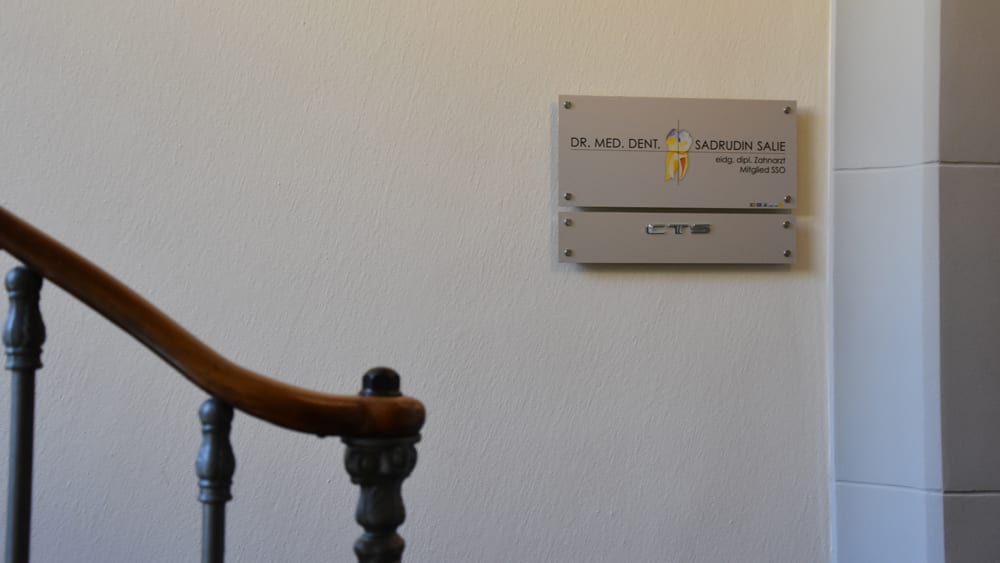 DR. MED. DENT. SADRUDIN SALIE
eidg. dipl. Zahnarzt
Mitglied SSO
CTS